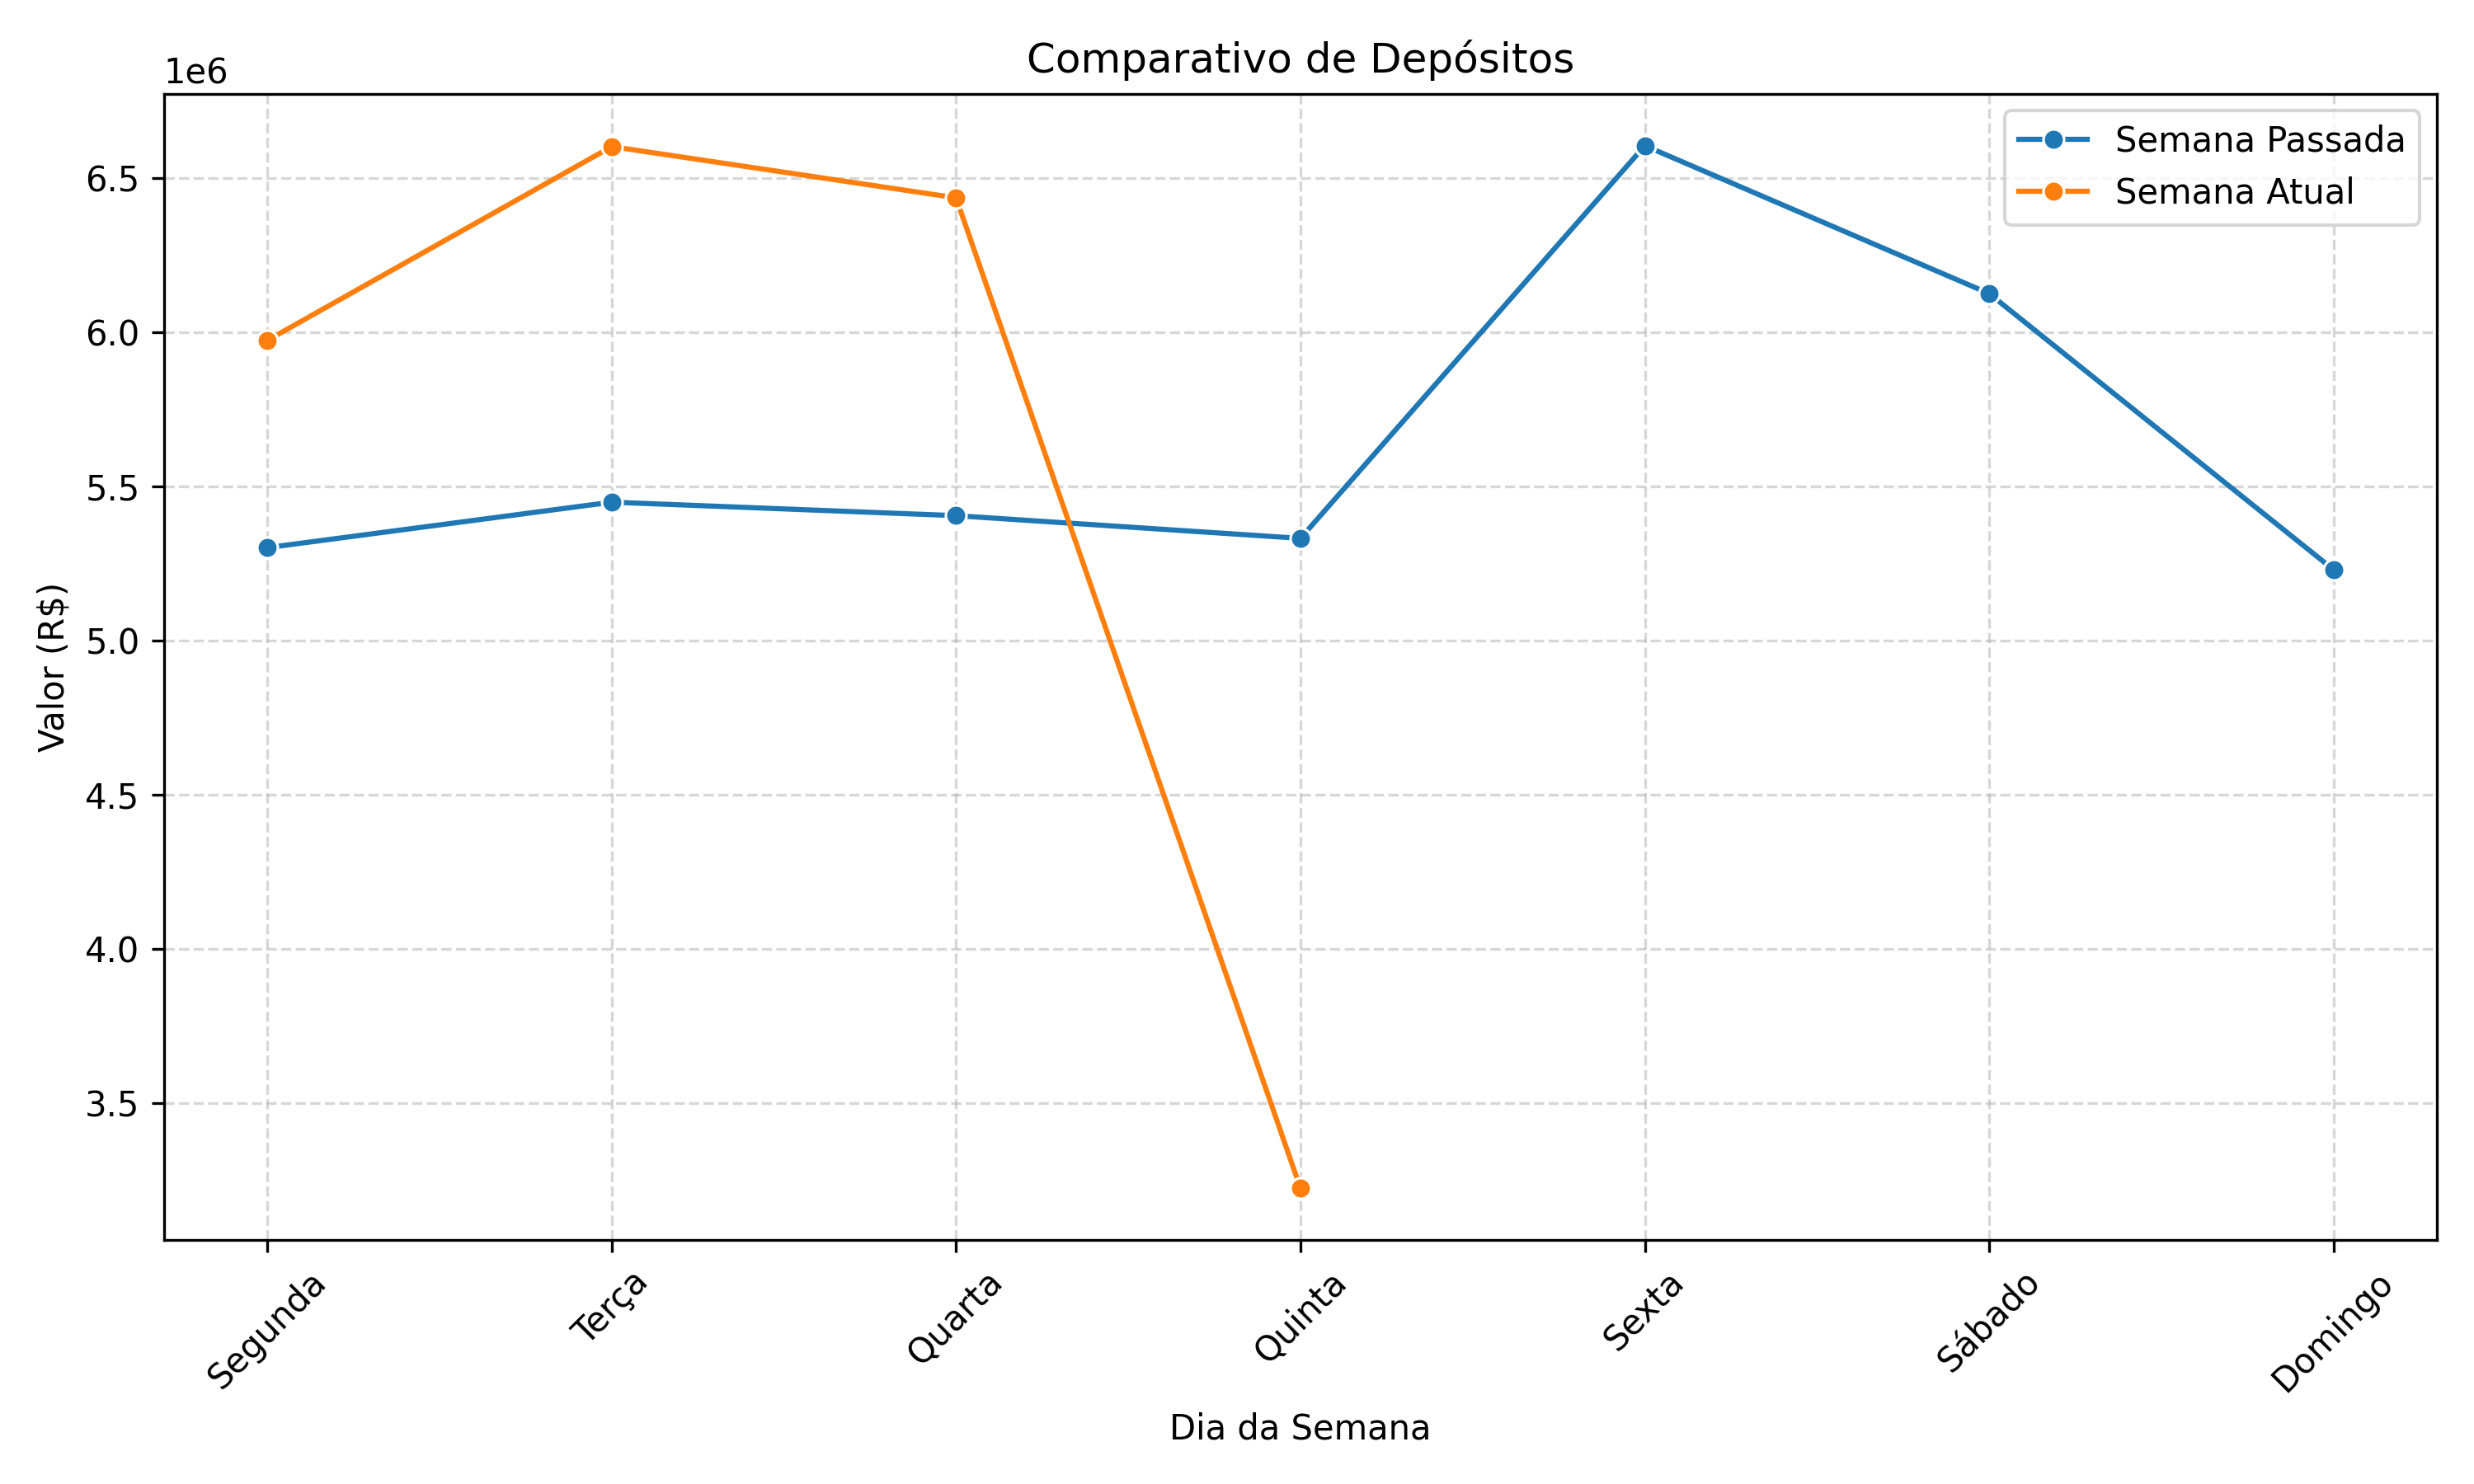 Comparativo de Depósitos
1e6
Semana Passada
Semana Atual
6.5
6.0
5.5
5.0
4.5
4.0
3.5
Valor (R$)
Segunda
Terça
Quarta
Quinta
Sexta
Sábado
Domingo
Dia da Semana